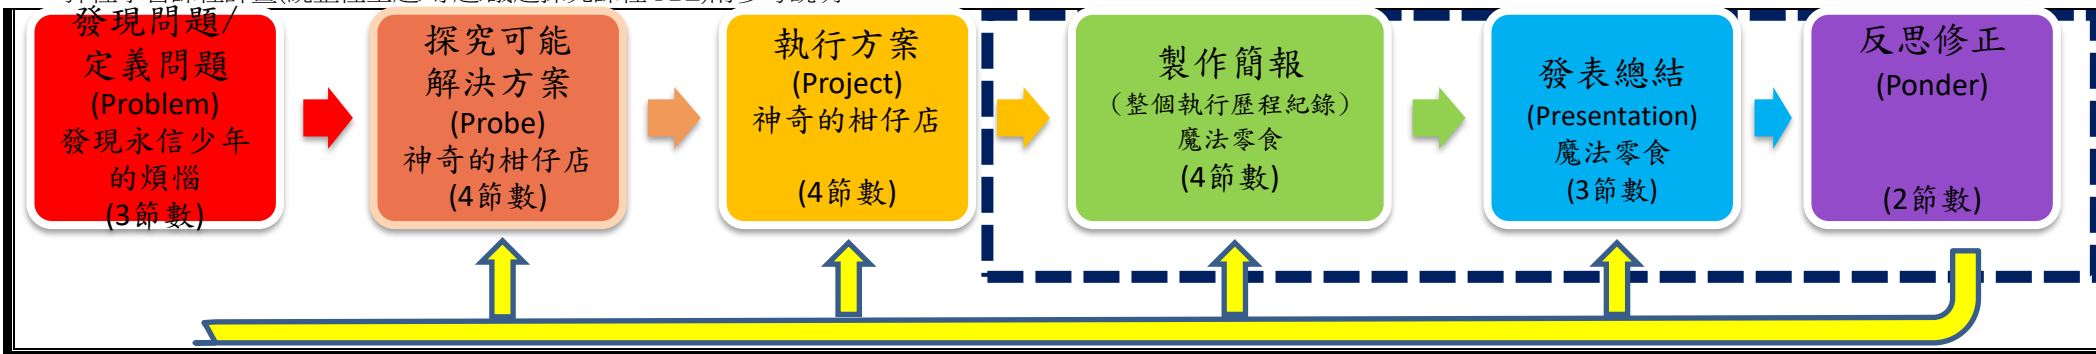 發現問題/
定義問題
(Problem)
發現永信少年
的煩惱
(3節數)
探究可能
解決方案
(Probe)
神奇的柑仔店
(4節數)
執行方案
(Project)
神奇的柑仔店
(4節數)
製作簡報
（整個執行歷程紀錄）
魔法零食
(4節數)
發表總結
(Presentation)
魔法零食
(3節數)
反思修正
(Ponder)
(2節數)